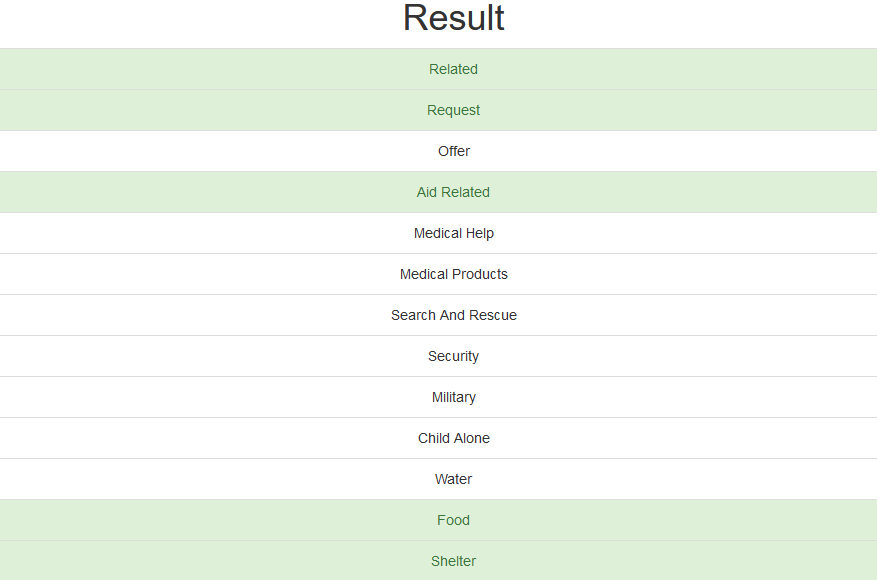 Result
Related
Request
Offer
Aid Related
Medical Help
Medical Products
Search And Rescue
Security
Military
Child Alone
Water
Food
Shelter